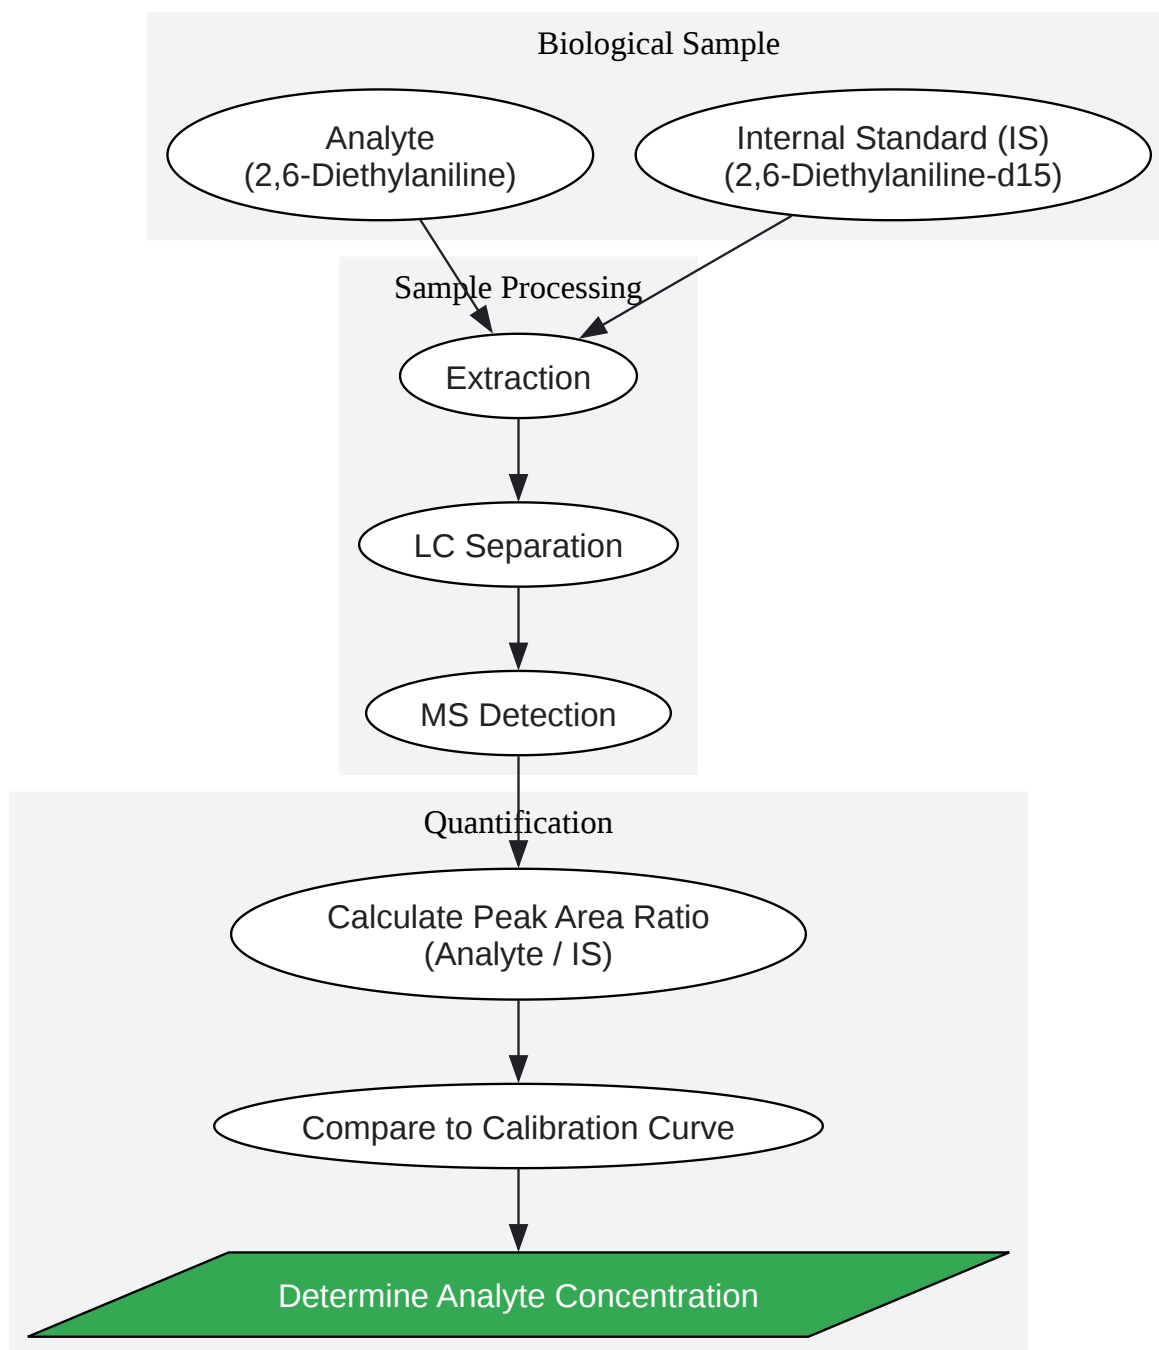 Biological Sample
Analyte
(2,6-Diethylaniline)
Internal Standard (IS)
(2,6-Diethylaniline-d15)
Sample Processing
Extraction
LC Separation
MS Detection
Quantification
Calculate Peak Area Ratio
(Analyte / IS)
Compare to Calibration Curve
Determine Analyte Concentration